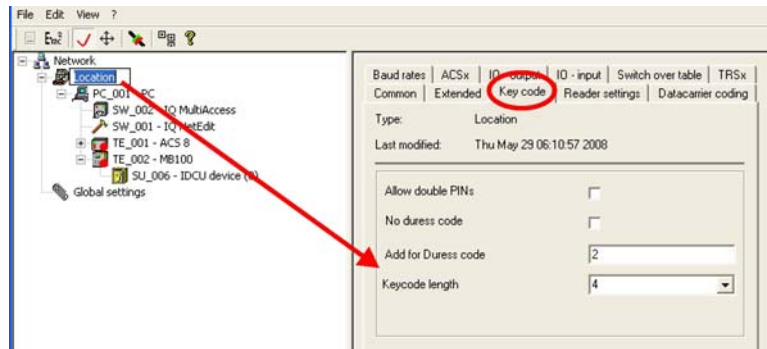 File Edit View ?
Network
Location
PC_001 - PC
SW_002 - IQ MultiAccess
SW_001 - IQ NetEdit
TE_001 - ACS 8
TE_002 - MB100
SU_006 - IDCU device (0)
Global settings
Baud rates ACSx IO - output IO - input Switch over table TRSx
Common Extended Key code Reader settings Datacarrier coding
Type: Location
Last modified: Thu May 29 06:10:57 2008
Allow double PINs
No duress code
Add for Duress code 2
Keycode length 4